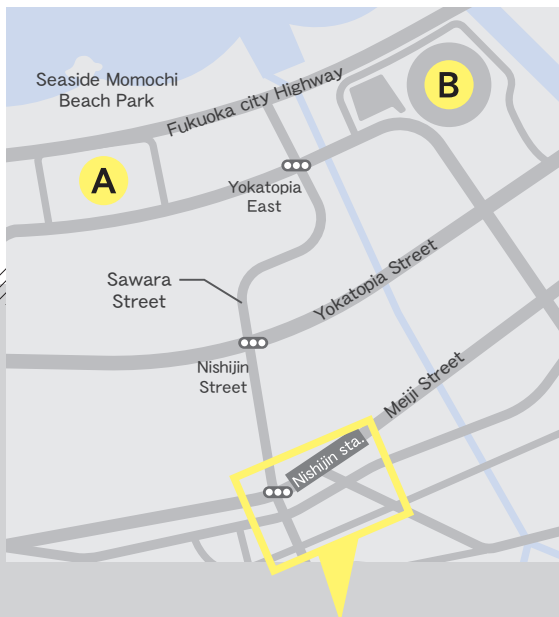 Seaside Momochi
Beach Park
Fukuoka city Highway
B
A
Yokatopia
East
Sawara
Street
Yokatopia Street
Nishijin
Street
Meiji Street
Nishijin sta.